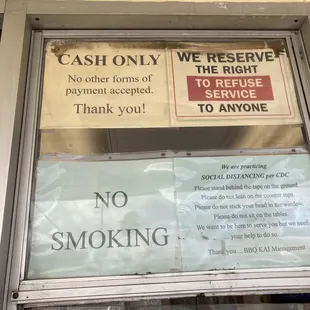 CASH ONLY
No other forms of
payment accepted.
Thank you!
WE RESERVE
THE RIGHT
TO REFUSE
SERVICE
TO ANYONE
NO
SMOKING
We are practicing
SOCIAL DISTANCING per CDC
Please stand behind the tape on the ground.
Please do not lean on the counter tops.
Please do not stick your head in the window.
Please do not sit on the tables.
We want to be here to serve you but we need
your help to do so.
Thank you.... BBQ KAI Management